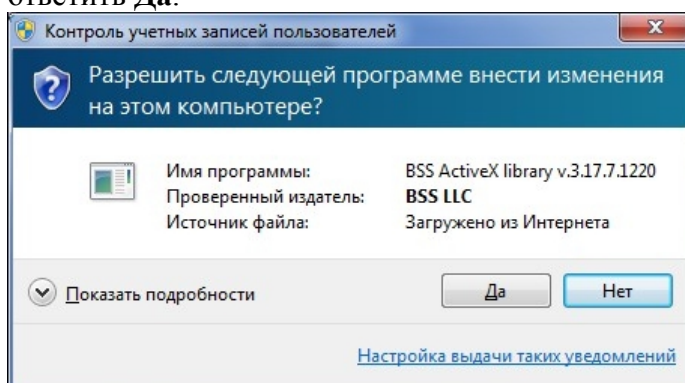 ответить Да.
Контроль учетных записей пользователей
Разрешить следующей программе внести изменения
на этом компьютере?
Имя программы: BSS ActiveX library v.3.17.7.1220
Проверенный издатель: BSS LLC
Источник файла: Загружено из Интернета
Показать подробности Да Нет
Настройка выдачи таких уведомлений